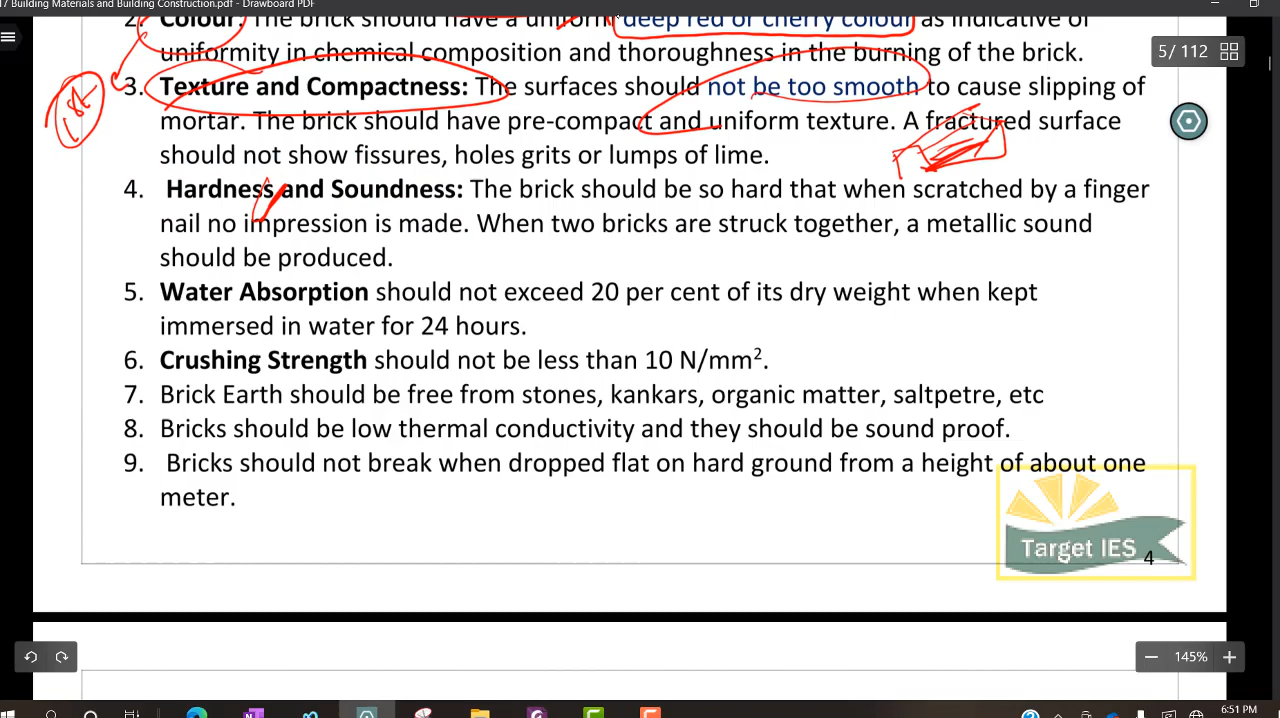 17 Building Materials and Building Construction.pdf - Drawboard PDF
2. Colour: The brick should have a uniform deep red or cherry colour as indicative of
uniformity in chemical composition and thoroughness in the burning of the brick.
5 / 112
3. Texture and Compactness: The surfaces should not be too smooth to cause slipping of
mortar. The brick should have pre-compact and uniform texture. A fractured surface
should not show fissures, holes grits or lumps of lime.
4. Hardness and Soundness: The brick should be so hard that when scratched by a finger
nail no impression is made. When two bricks are struck together, a metallic sound
should be produced.
5. Water Absorption should not exceed 20 per cent of its dry weight when kept
immersed in water for 24 hours.
6. Crushing Strength should not be less than 10 N/mm².
7. Brick Earth should be free from stones, kankars, organic matter, saltpetre, etc
8. Bricks should be low thermal conductivity and they should be sound proof.
9. Bricks should not break when dropped flat on hard ground from a height of about one
meter.
Target IES 4
145%
6:51 PM